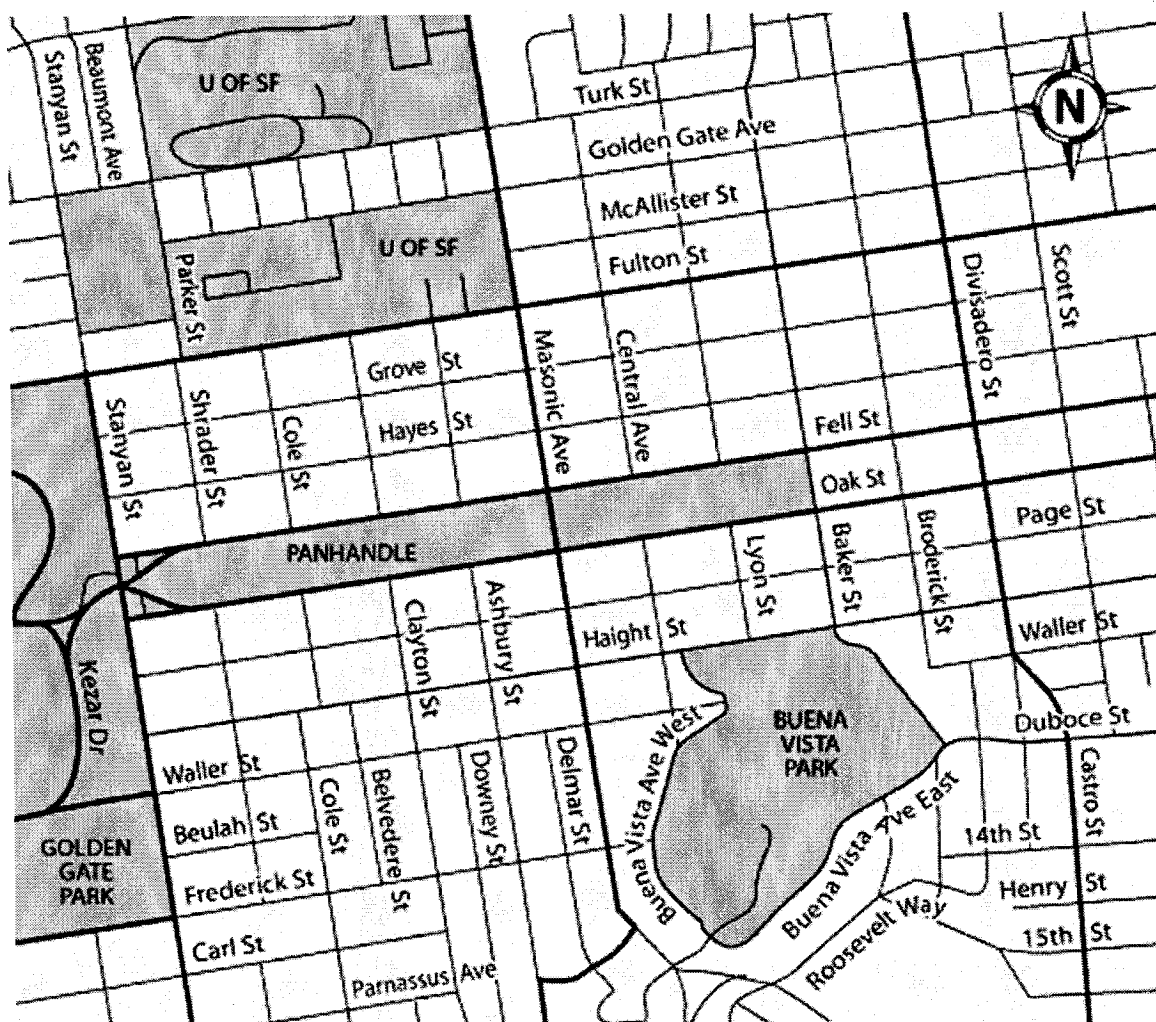 Stanyan St
Beaumont Ave
U OF SF
Turk St
N
Golden Gate Ave
McAllister St
U OF SF
Fulton St
Parker St
Divisadero St
Scott St
Grove St
Masonic Ave
Central Ave
Stanyan St
Shrader St
Cole St
Hayes St
Fell St
Oak St
Page St
PANHANDLE
Lyon St
Baker St
Broderick St
Clayton St
Ashbury St
Haight St
Waller St
Kezar Dr
Buena Vista Ave West
BUENA
VISTA
PARK
Duboce St
Waller St
Cole St
Belvedere St
Downey St
Delmar St
Castro St
Beulah St
Buena Vista Ave East
14th St
GOLDEN
GATE
PARK
Frederick St
Henry St
Roosevelt Way
15th St
Carl St
Parnassus Ave